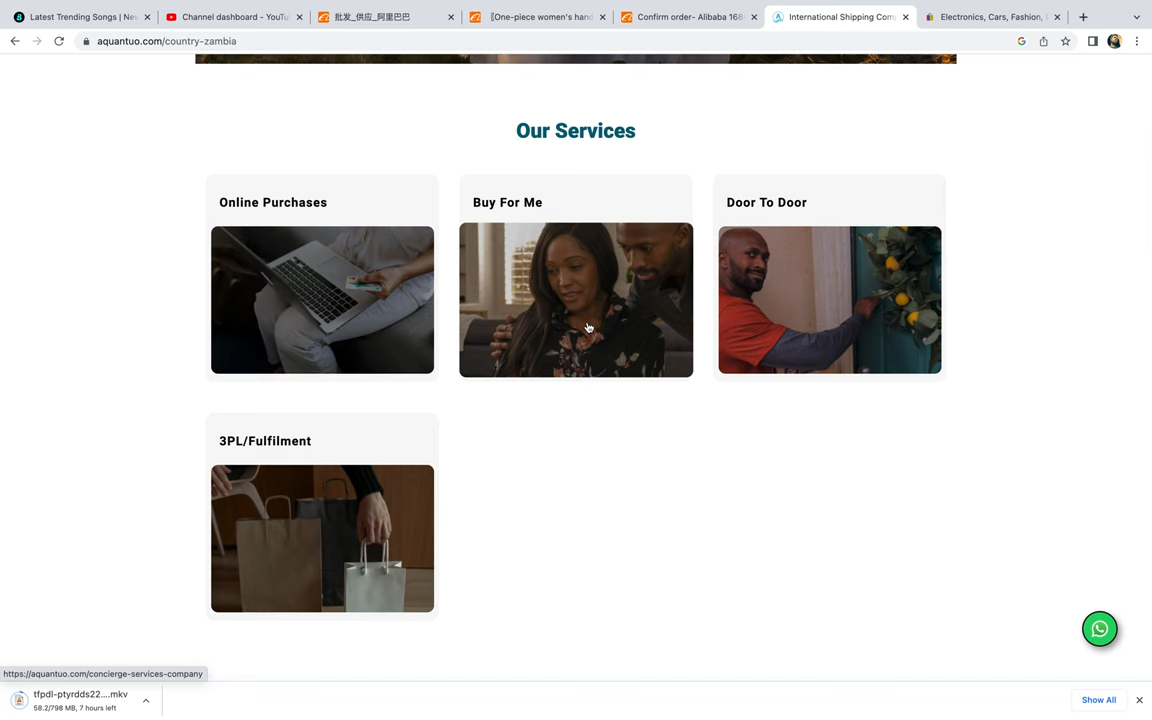 Latest Trending Songs | Ne
Channel dashboard - YouTu
批发_供应_阿里巴巴
〖One-piece women's hand
Confirm order- Alibaba 168
International Shipping Com
Electronics, Cars, Fashion,
aquantuo.com/country-zambia
Our Services
Online Purchases
Buy For Me
Door To Door
3PL/Fulfilment
https://aquantuo.com/concierge-services-company
tfpdl-ptyrdds22....mkv
58.2/798 MB, 7 hours left
Show All